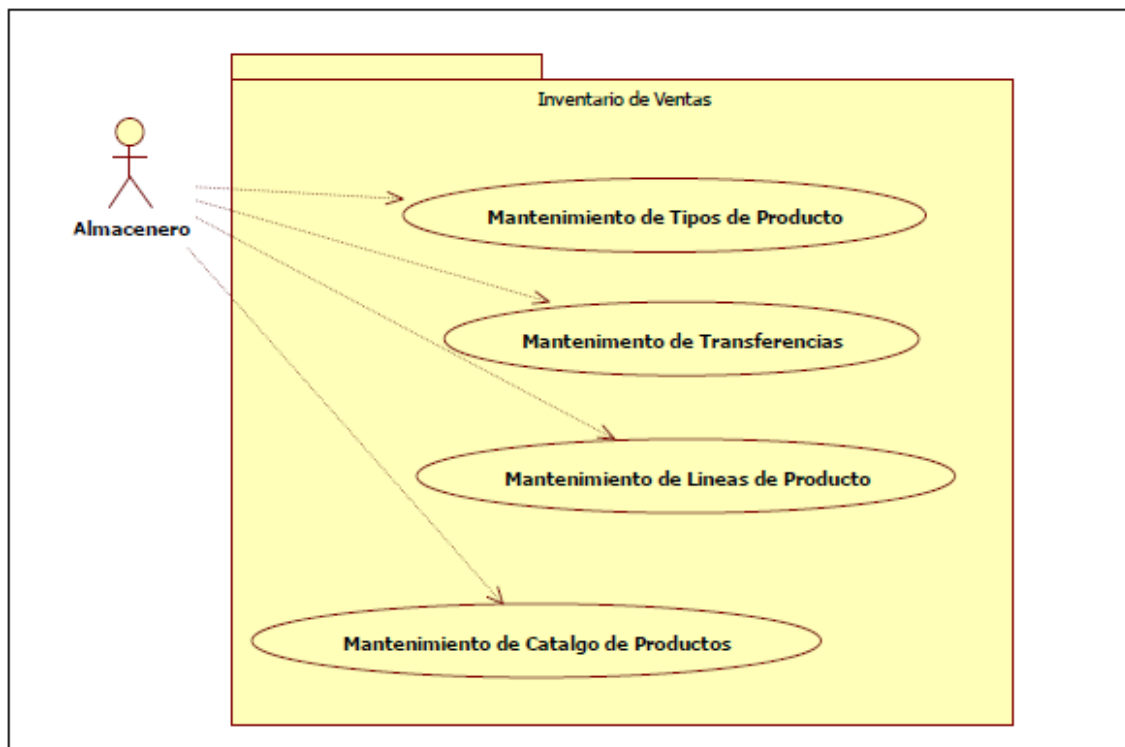 Inventario de Ventas
Almacenero
Mantenimiento de Tipos de Producto
Mantenimento de Transferencias
Mantenimiento de Lineas de Producto
Mantenimiento de Catalgo de Productos